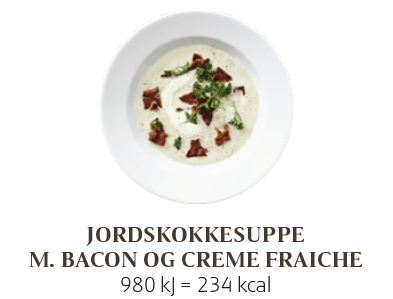 JORDSKOKKESUPPE
M. BACON OG CREME FRAICHE
980 kJ = 234 kcal